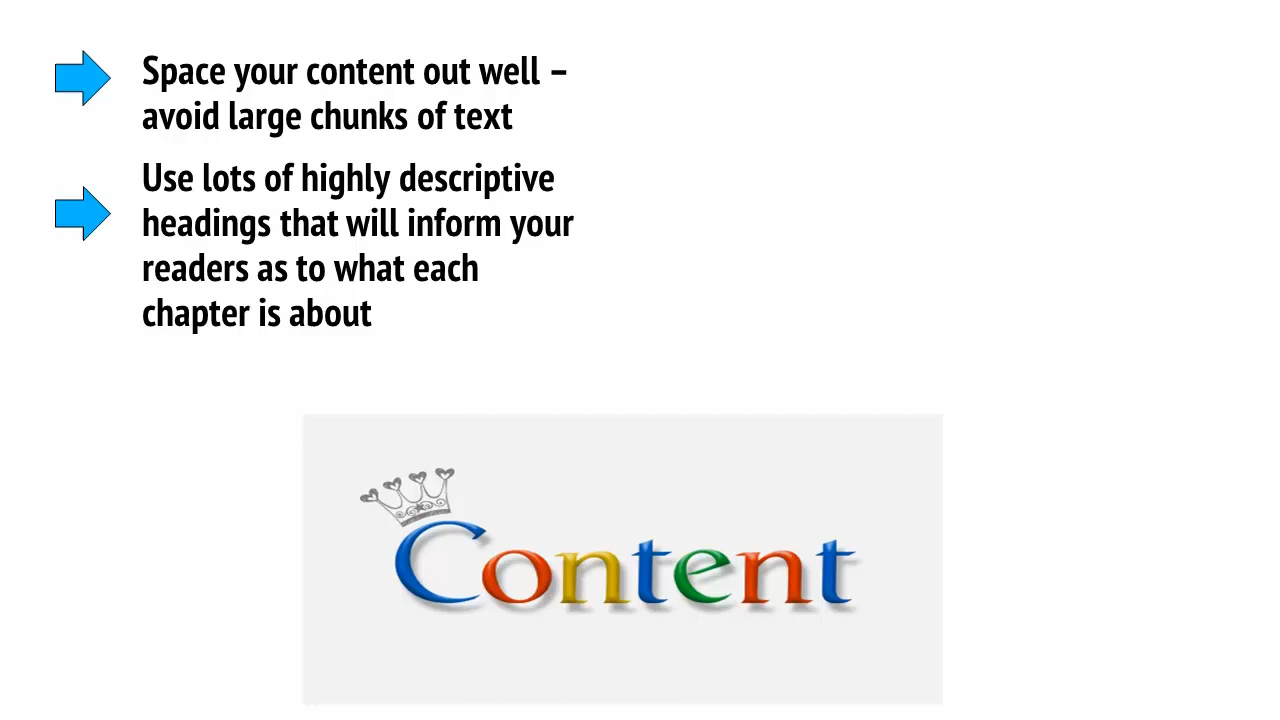 Space your content out well –
avoid large chunks of text
Use lots of highly descriptive
headings that will inform your
readers as to what each
chapter is about
Content